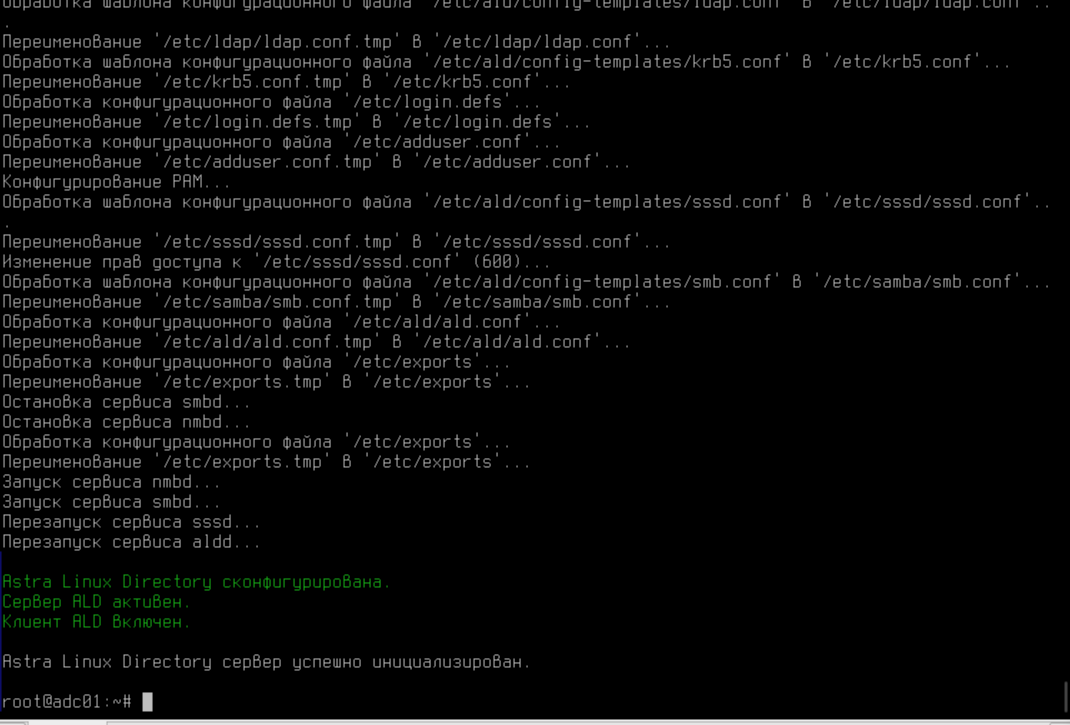 Обработка шаблона конфигурационного файла '/etc/ald/config-templates/ldap.conf' в '/etc/ldap/ldap.conf'..
.
Переименование '/etc/ldap/ldap.conf.tmp' в '/etc/ldap/ldap.conf'...
Обработка шаблона конфигурационного файла '/etc/ald/config-templates/krb5.conf' в '/etc/krb5.conf'...
Переименование '/etc/krb5.conf.tmp' в '/etc/krb5.conf'...
Обработка конфигурационного файла '/etc/login.defs'...
Переименование '/etc/login.defs.tmp' в '/etc/login.defs'...
Обработка конфигурационного файла '/etc/adduser.conf'...
Переименование '/etc/adduser.conf.tmp' в '/etc/adduser.conf'...
Конфигурирование PAM...
Обработка шаблона конфигурационного файла '/etc/ald/config-templates/sssd.conf' в '/etc/sssd/sssd.conf'..
.
Переименование '/etc/sssd/sssd.conf.tmp' в '/etc/sssd/sssd.conf'...
Изменение прав доступа к '/etc/sssd/sssd.conf' (600)...
Обработка шаблона конфигурационного файла '/etc/ald/config-templates/smb.conf' в '/etc/samba/smb.conf'...
Переименование '/etc/samba/smb.conf.tmp' в '/etc/samba/smb.conf'...
Обработка конфигурационного файла '/etc/ald/ald.conf'...
Переименование '/etc/ald/ald.conf.tmp' в '/etc/ald/ald.conf'...
Обработка конфигурационного файла '/etc/exports'...
Переименование '/etc/exports.tmp' в '/etc/exports'...
Остановка сервиса smbd...
Остановка сервиса nmbd...
Обработка конфигурационного файла '/etc/exports'...
Переименование '/etc/exports.tmp' в '/etc/exports'...
Запуск сервиса nmbd...
Запуск сервиса smbd...
Перезапуск сервиса sssd...
Перезапуск сервиса aldd...
Astra Linux Directory сконфигурирована.
Сервер ALD активен.
Клиент ALD включен.
Astra Linux Directory сервер успешно инициализирован.
root@adc01:~#